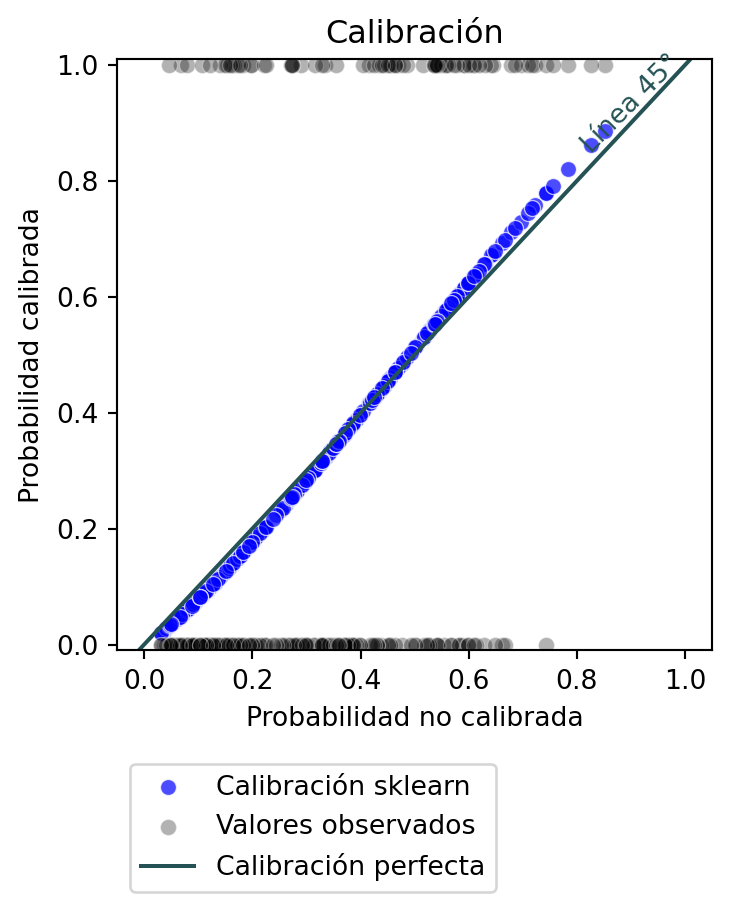 Calibración
1.0
0.8
0.6
0.4
0.2
0.0
Probabilidad calibrada
Línea 45°
0.0 0.2 0.4 0.6 0.8 1.0
Probabilidad no calibrada
Calibración sklearn
Valores observados
Calibración perfecta